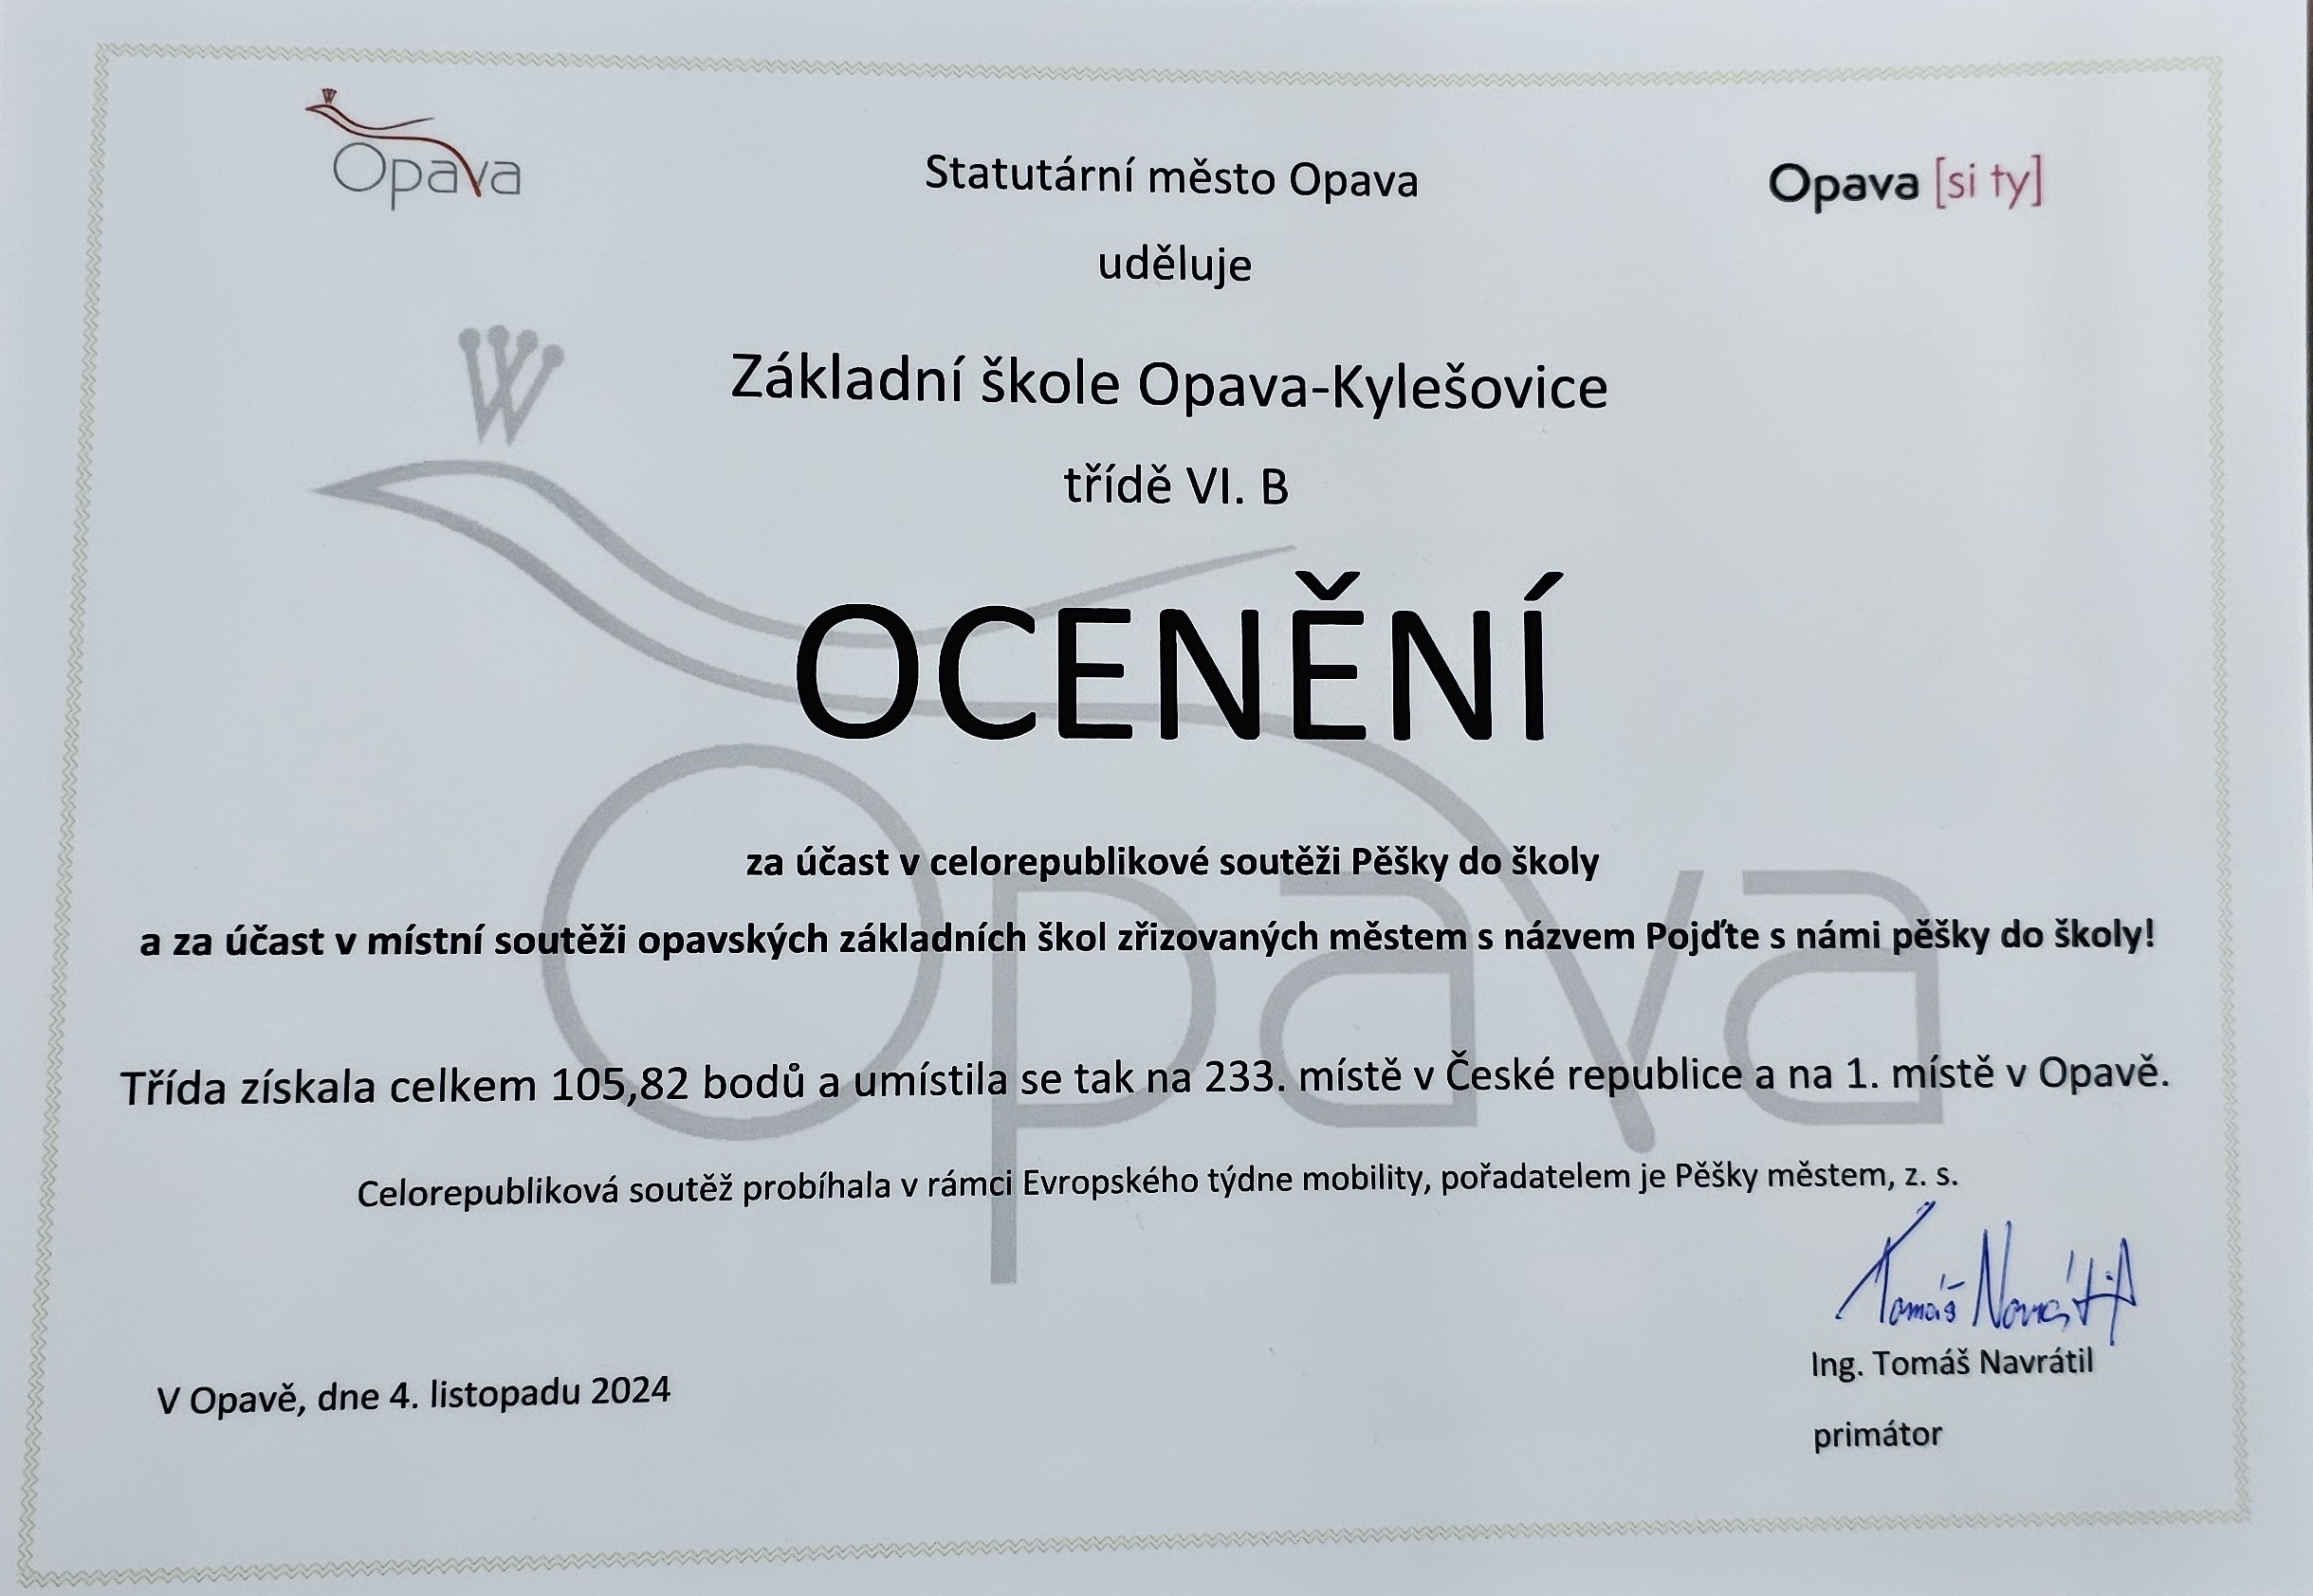 Opava
Statutární město Opava
Opava [si ty]
uděluje
Základní škole Opava-Kylešovice
třídě VI. B
OCENĚNÍ
Opava
za účast v celorepublikové soutěži Pěšky do školy
a za účast v místní soutěži opavských základních škol zřizovaných městem s názvem Pojďte s námi pěšky do školy!
Třída získala celkem 105,82 bodů a umístila se tak na 233. místě v České republice a na 1. místě v Opavě.
Celorepubliková soutěž probíhala v rámci Evropského týdne mobility, pořadatelem je Pěšky městem, z. s.
Tomáš Navrátil
Ing. Tomáš Navrátil
V Opavě, dne 4. listopadu 2024
primátor